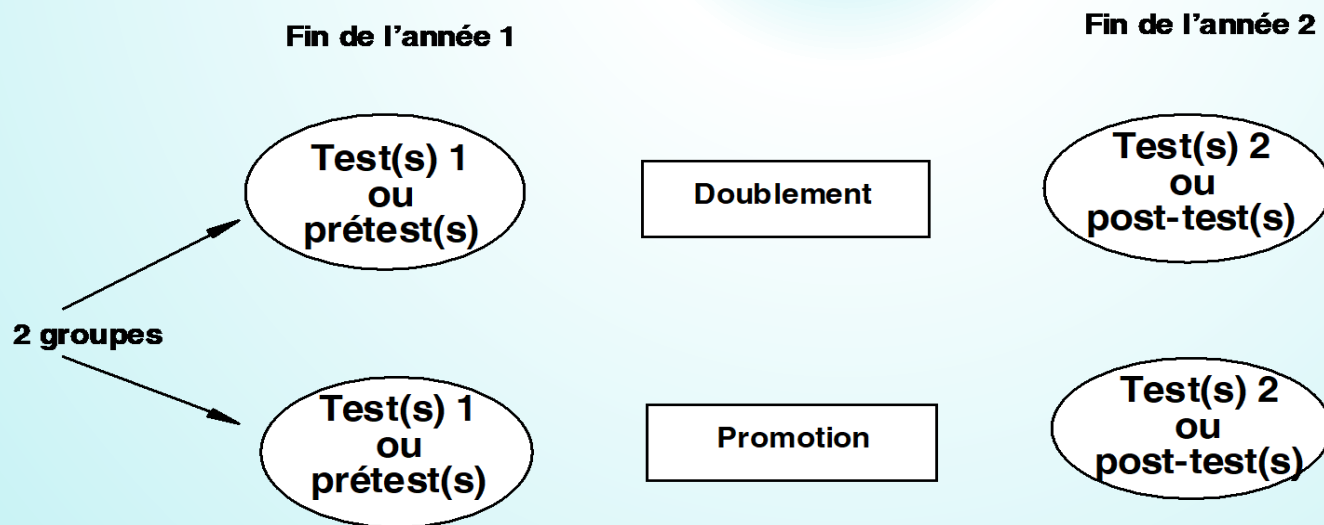 Fin de l'année 1
Fin de l'année 2
Test(s) 1
ou
prétest(s)
Doublement
Test(s) 2
ou
post-test(s)
2 groupes
Test(s) 1
ou
prétest(s)
Promotion
Test(s) 2
ou
post-test(s)